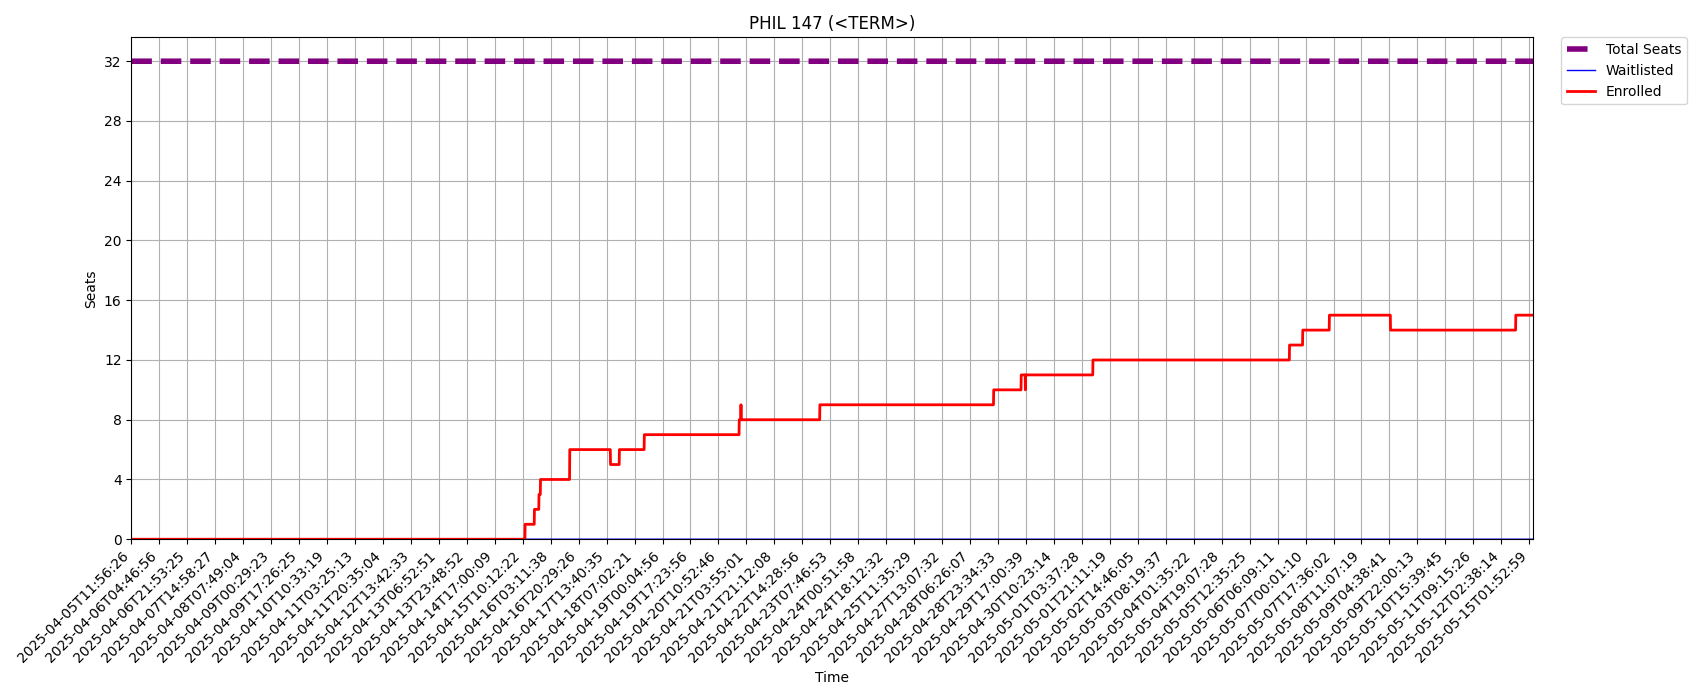 PHIL 147 (<TERM>)
Total Seats
Waitlisted
Enrolled
Seats
32
28
24
20
16
12
8
4
0
2025-04-05T11:56:26
2025-04-06T04:46:56
2025-04-06T21:53:25
2025-04-07T14:58:27
2025-04-08T07:49:04
2025-04-09T00:29:23
2025-04-09T17:26:25
2025-04-10T10:33:19
2025-04-11T03:25:13
2025-04-11T20:35:04
2025-04-12T13:42:33
2025-04-13T06:52:51
2025-04-13T23:48:52
2025-04-14T17:00:09
2025-04-15T10:12:22
2025-04-16T03:11:38
2025-04-16T20:29:26
2025-04-17T13:40:35
2025-04-18T07:02:21
2025-04-19T00:04:56
2025-04-19T17:23:56
2025-04-20T10:52:46
2025-04-21T03:55:01
2025-04-21T21:12:08
2025-04-22T14:28:56
2025-04-23T07:46:53
2025-04-24T00:51:58
2025-04-24T18:12:32
2025-04-25T11:35:29
2025-04-27T13:07:32
2025-04-28T06:26:07
2025-04-28T23:34:33
2025-04-29T17:00:39
2025-04-30T10:23:14
2025-05-01T03:37:28
2025-05-01T21:11:19
2025-05-02T14:46:05
2025-05-03T08:19:37
2025-05-04T01:35:22
2025-05-04T19:07:28
2025-05-05T12:35:25
2025-05-06T06:09:11
2025-05-07T00:01:10
2025-05-07T17:36:02
2025-05-08T11:07:19
2025-05-09T04:38:41
2025-05-09T22:00:13
2025-05-10T15:39:45
2025-05-11T09:15:26
2025-05-12T02:38:14
2025-05-15T01:52:59
Time